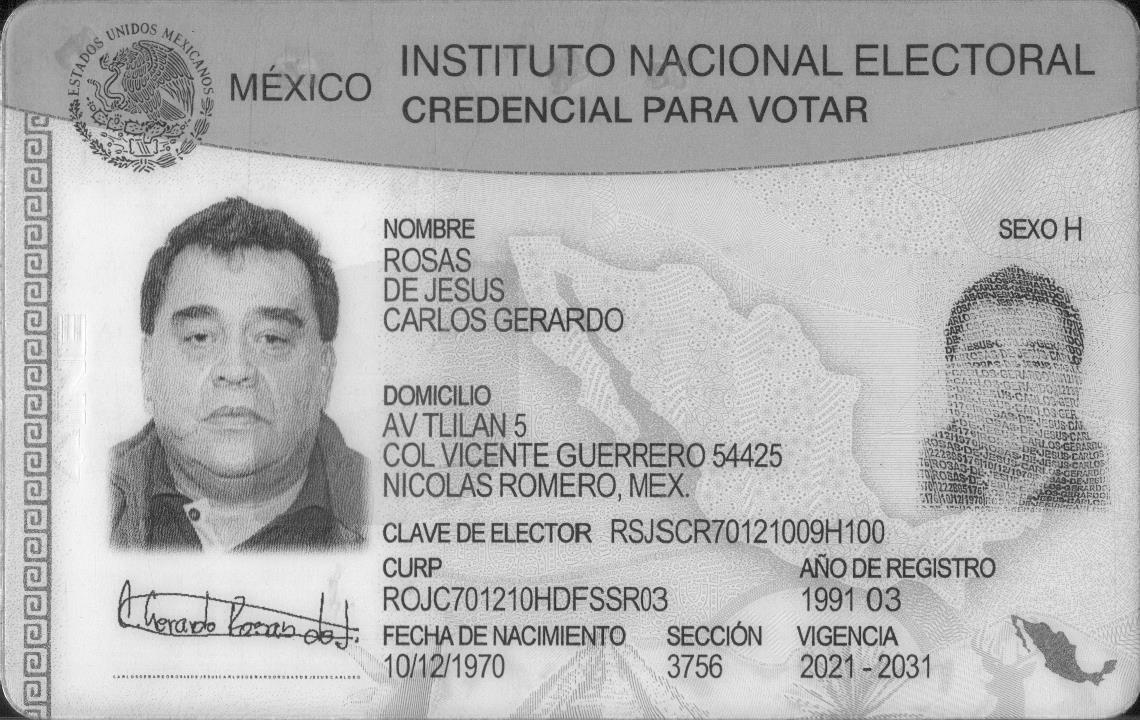 ESTADOS UNIDOS MEXICANOS
MÉXICO
INSTITUTO NACIONAL ELECTORAL
CREDENCIAL PARA VOTAR
NOMBRE
ROSAS
DE JESUS
CARLOS GERARDO
SEXO H
DOMICILIO
AV TLILAN 5
COL VICENTE GUERRERO 54425
NICOLAS ROMERO, MEX.
CLAVE DE ELECTOR RSJSCR70121009H100
CURP
ROJC701210HDFSSR03
AÑO DE REGISTRO
1991 03
FECHA DE NACIMIENTO
10/12/1970
SECCIÓN
3756
VIGENCIA
2021 - 2031
C. Gerardo Rosas de J.